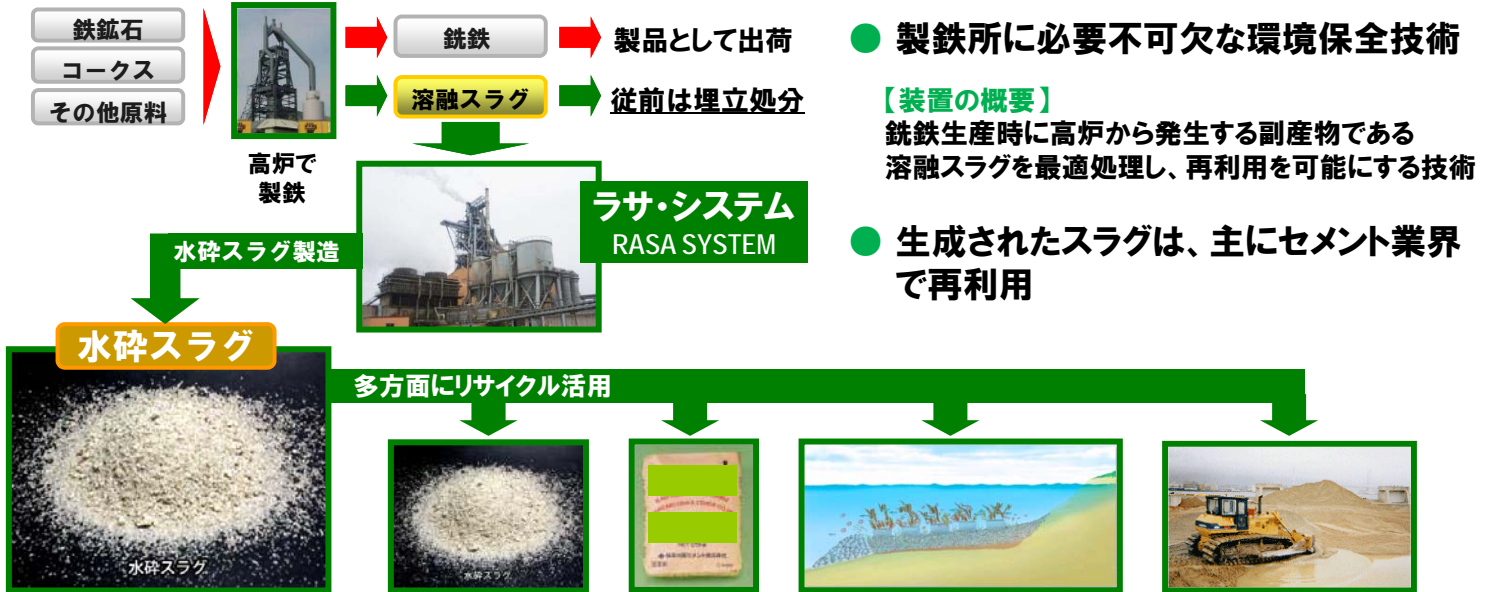 鉄鉱石
コークス
その他原料
高炉で
製鉄
銑鉄
製品として出荷
溶融スラグ
従前は埋立処分
ラサ・システム
RASA SYSTEM
水砕スラグ製造
水砕スラグ
水砕スラグ
多方面にリサイクル活用
水砕スラグ
● 製鉄所に必要不可欠な環境保全技術
【装置の概要】
銑鉄生産時に高炉から発生する副産物である
溶融スラグを最適処理し、再利用を可能にする技術
● 生成されたスラグは、主にセメント業界
で再利用